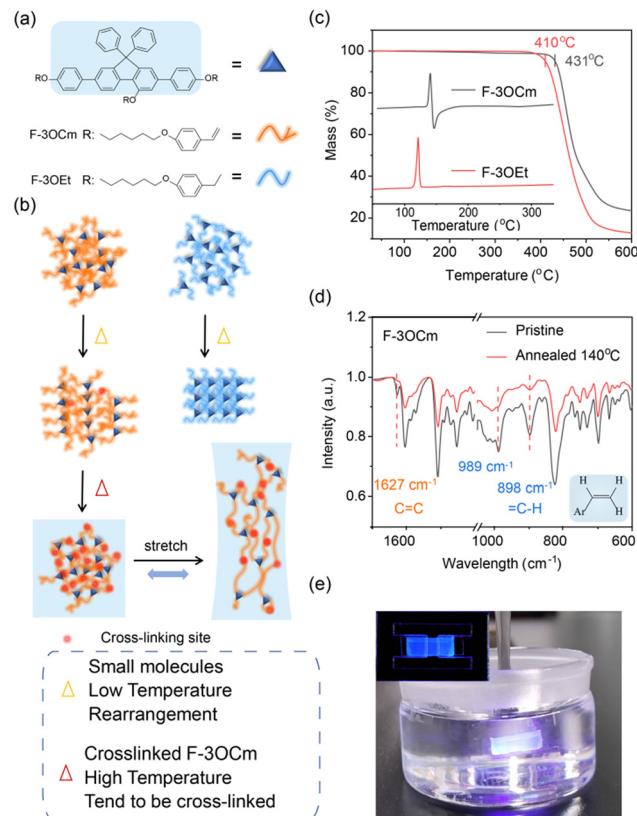 (a)
RO
OR
RO
=
F-3OCm R:
O
=
F-3OEt R:
O
=
(b)
stretch
Cross-linking site
Small molecules
Low Temperature
Rearrangement
Crosslinked F-3OCm
High Temperature
Tend to be cross-linked
(c)
410°C
431°C
100
80
60
40
20
Mass (%)
F-3OCm
F-3OEt
100
200
300
Temperature (°C)
100
200
300
400
500
600
Temperature (°C)
(d)
1.2
1.0
0.8
0.6
Intensity (a.u.)
F-3OCm
Pristine
Annealed 140°C
1627 cm-1
C=C
989 cm-1
898 cm-1
=C-H
H
H
Ar
H
1600
1000
800
600
Wavelength (cm-1)
(e)